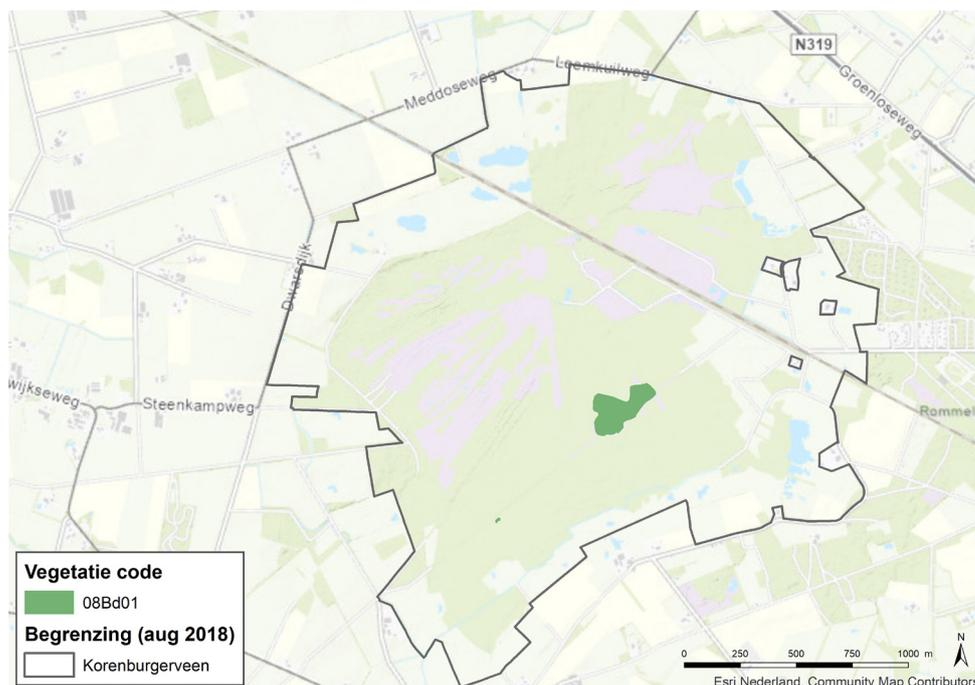 N319
Groenloseweg
Leemkuilweg
Meddoseweg
Dwarsdijk
wijkseweg
Steenkampweg
Rommel
Vegetatie code
08Bd01
Begrenzing (aug 2018)
Korenburgerveen
N
0 250 500 750 1000 m
Esri Nederland, Community Map Contributors